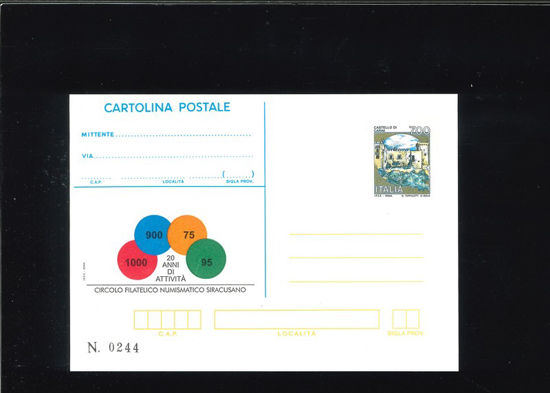 CARTOLINA POSTALE
MITTENTE
VIA
( )
C.A.P. LOCALITÀ SIGLA PROV.
900 75
1000 95
20
ANNI
DI
ATTIVITÀ
CIRCOLO FILATELICO NUMISMATICO SIRACUSANO
CASTELLO DI
CARINI
700
ITALIA
C.A.P. LOCALITÀ SIGLA PROV.
N. 0244